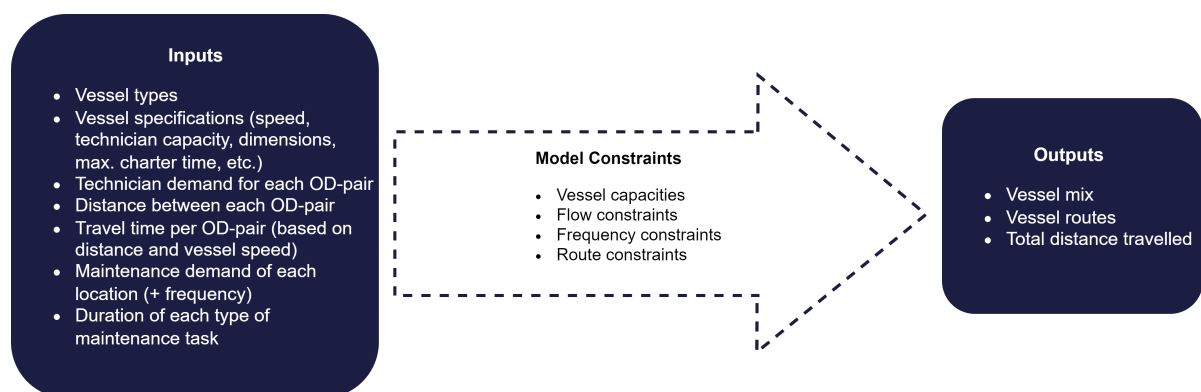 Inputs
• Vessel types
• Vessel specifications (speed,
technician capacity, dimensions,
max. charter time, etc.)
• Technician demand for each OD-pair
• Distance between each OD-pair
• Travel time per OD-pair (based on
distance and vessel speed)
• Maintenance demand of each
location (+ frequency)
• Duration of each type of
maintenance task
Model Constraints
• Vessel capacities
• Flow constraints
• Frequency constraints
• Route constraints
Outputs
• Vessel mix
• Vessel routes
• Total distance travelled